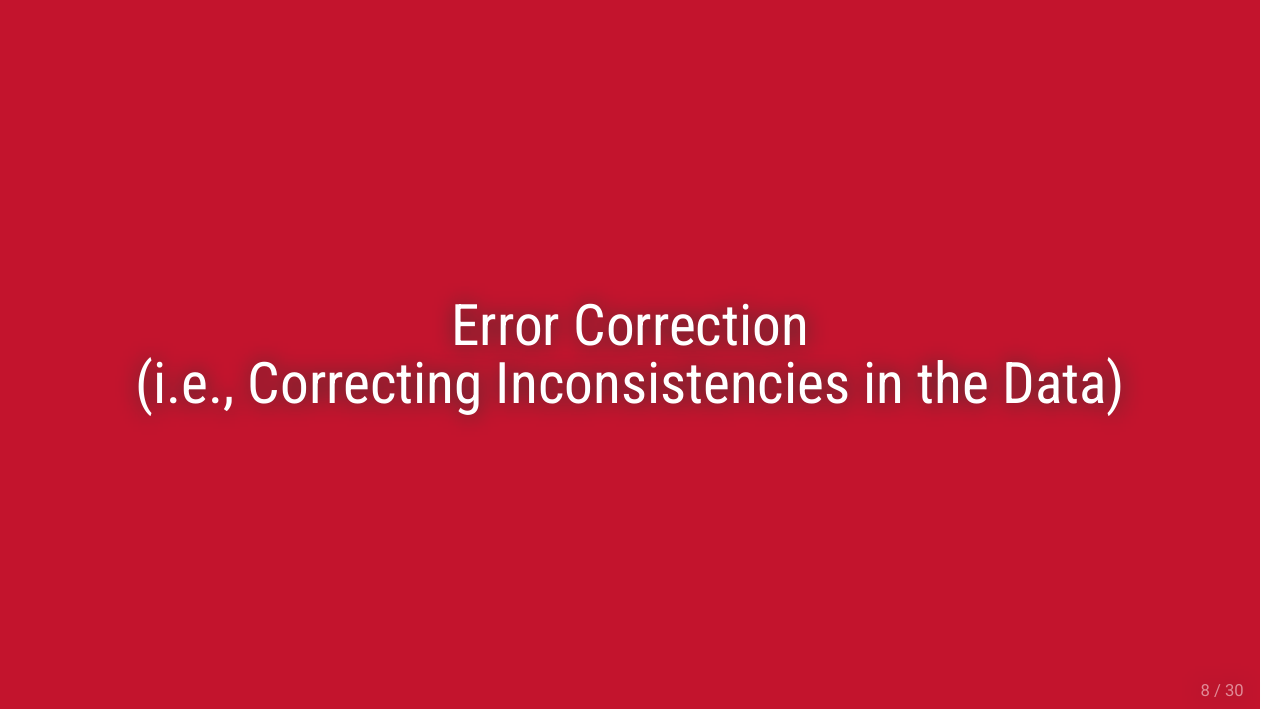 Error Correction
(i.e., Correcting Inconsistencies in the Data)
8 / 30